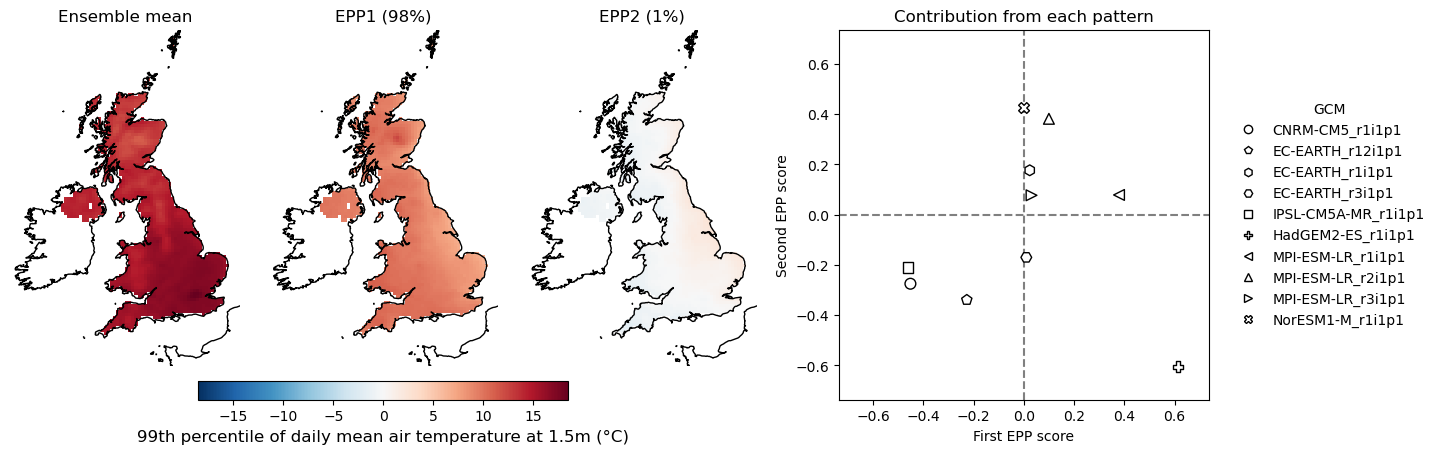 Ensemble mean
EPP1 (98%)
EPP2 (1%)
Contribution from each pattern
−15 −10 −5 0 5 10 15
99th percentile of daily mean air temperature at 1.5m (°C)
Second EPP score
0.6
0.4
0.2
0.0
−0.2
−0.4
−0.6
−0.6 −0.4 −0.2 0.0 0.2 0.4 0.6
First EPP score
GCM
CNRM-CM5_r1i1p1
EC-EARTH_r12i1p1
EC-EARTH_r1i1p1
EC-EARTH_r3i1p1
IPSL-CM5A-MR_r1i1p1
HadGEM2-ES_r1i1p1
MPI-ESM-LR_r1i1p1
MPI-ESM-LR_r2i1p1
MPI-ESM-LR_r3i1p1
NorESM1-M_r1i1p1